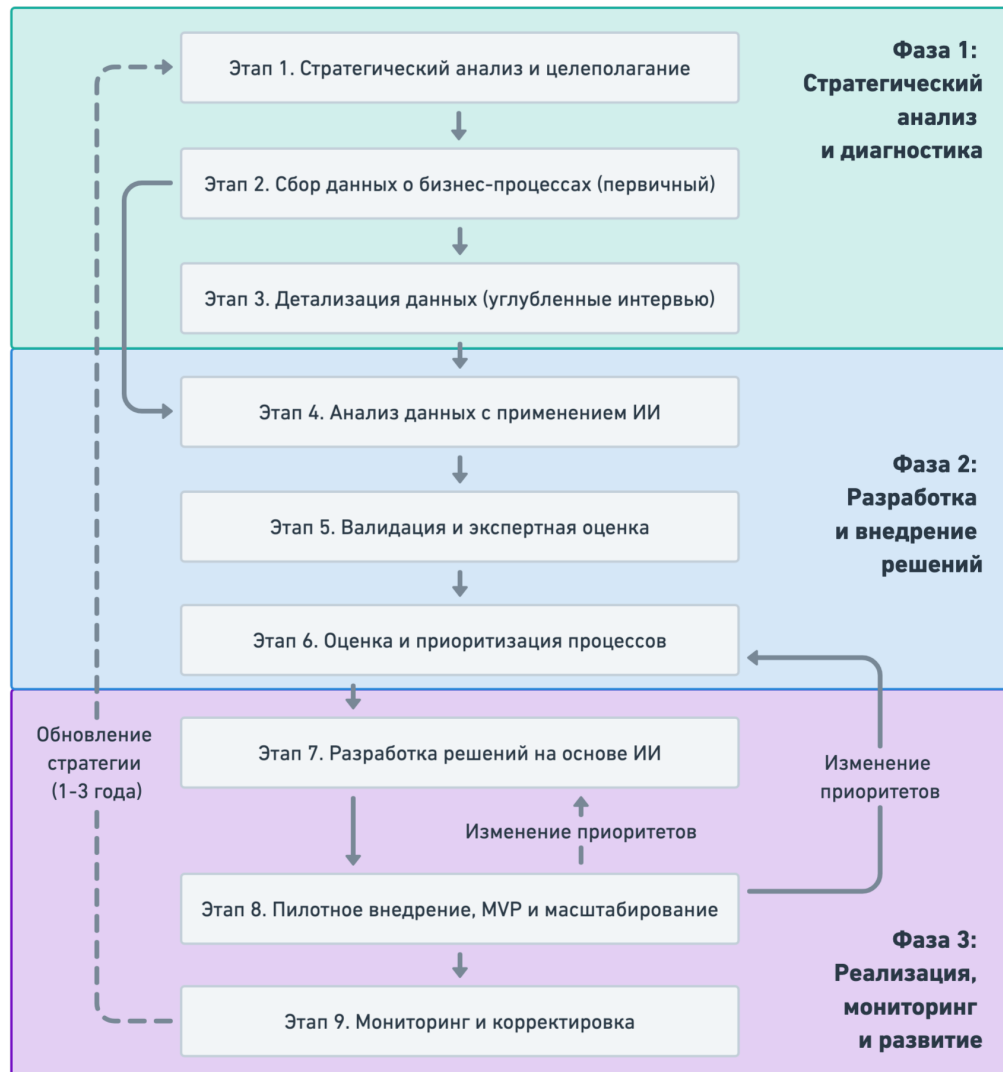 Фаза 1:
Стратегический
анализ
и диагностика
Этап 1. Стратегический анализ и целеполагание
Этап 2. Сбор данных о бизнес-процессах (первичный)
Этап 3. Детализация данных (углубленные интервью)
Фаза 2:
Разработка
и внедрение
решений
Этап 4. Анализ данных с применением ИИ
Этап 5. Валидация и экспертная оценка
Этап 6. Оценка и приоритизация процессов
Обновление
стратегии
(1-3 года)
Этап 7. Разработка решений на основе ИИ
Изменение
приоритетов
Изменение приоритетов
Этап 8. Пилотное внедрение, MVP и масштабирование
Фаза 3:
Реализация,
мониторинг
и развитие
Этап 9. Мониторинг и корректировка